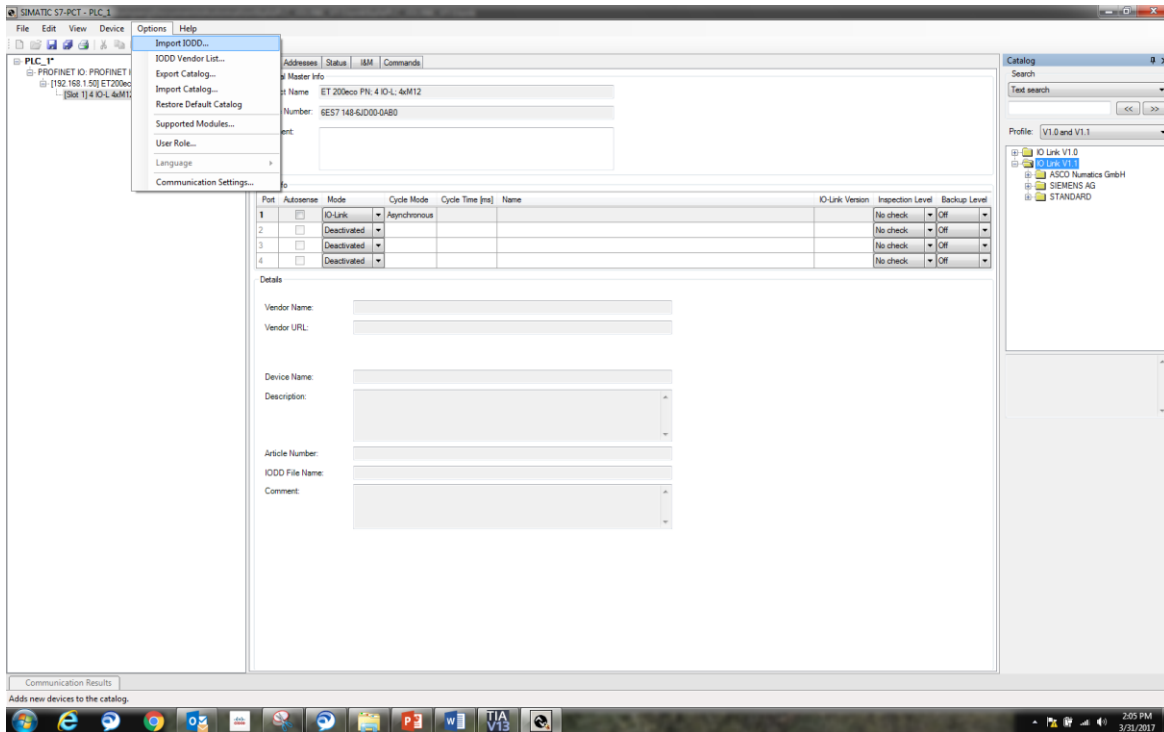 SIMATIC S7-PCT - PLC_1
File Edit View Device Options Help
Import IODD...
IODD Vendor List...
Export Catalog...
Import Catalog...
Restore Default Catalog
Supported Modules...
User Role...
Language
Communication Settings...
PLC_1*
PROFINET IO: PROFINET I
[192.168.1.50] ET200eco
[Slot 1] 4 IO-L 4xM12
Addresses Status I&M Commands
al Master Info
ct Name ET 200eco PN; 4 IO-L; 4xM12
Number: 6ES7 148-6JD00-0AB0
ent:
fo
Port Autosense Mode Cycle Mode Cycle Time [ms] Name IO-Link Version Inspection Level Backup Level
1 IO-Link Asynchronous No check Off
2 Deactivated No check Off
3 Deactivated No check Off
4 Deactivated No check Off
Details
Vendor Name:
Vendor URL:
Device Name:
Description:
Article Number:
IODD File Name:
Comment:
Catalog
Search
Text search
<< >>
Profile: V1.0 and V1.1
IO Link V1.0
IO Link V1.1
ASCO Numatics GmbH
SIEMENS AG
STANDARD
Communication Results
Adds new devices to the catalog.
TIA
V13
2:05 PM
3/31/2017